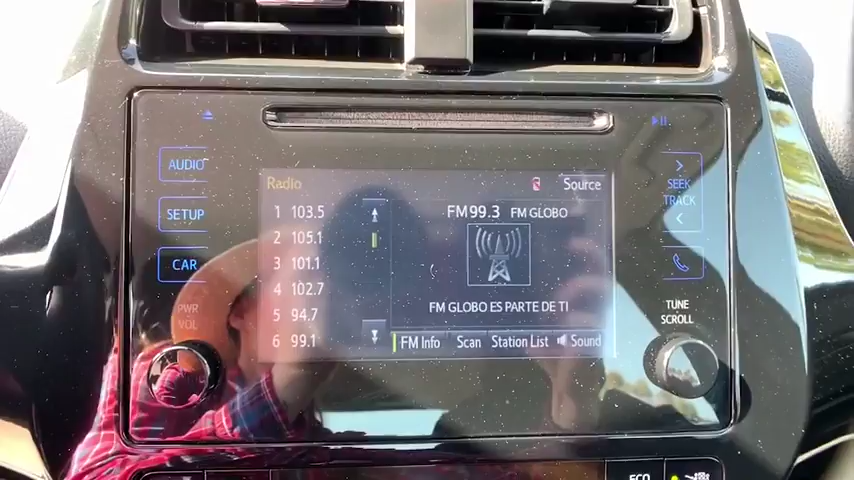 AUDIO
SETUP
CAR
PWR
VOL
Radio
Source
1 103.5
2 105.1
3 101.1
4 102.7
5 94.7
6 99.1
FM99.3 FM GLOBO
FM GLOBO ES PARTE DE TI
FM Info Scan Station List Sound
SEEK
TRACK
TUNE
SCROLL
ECO